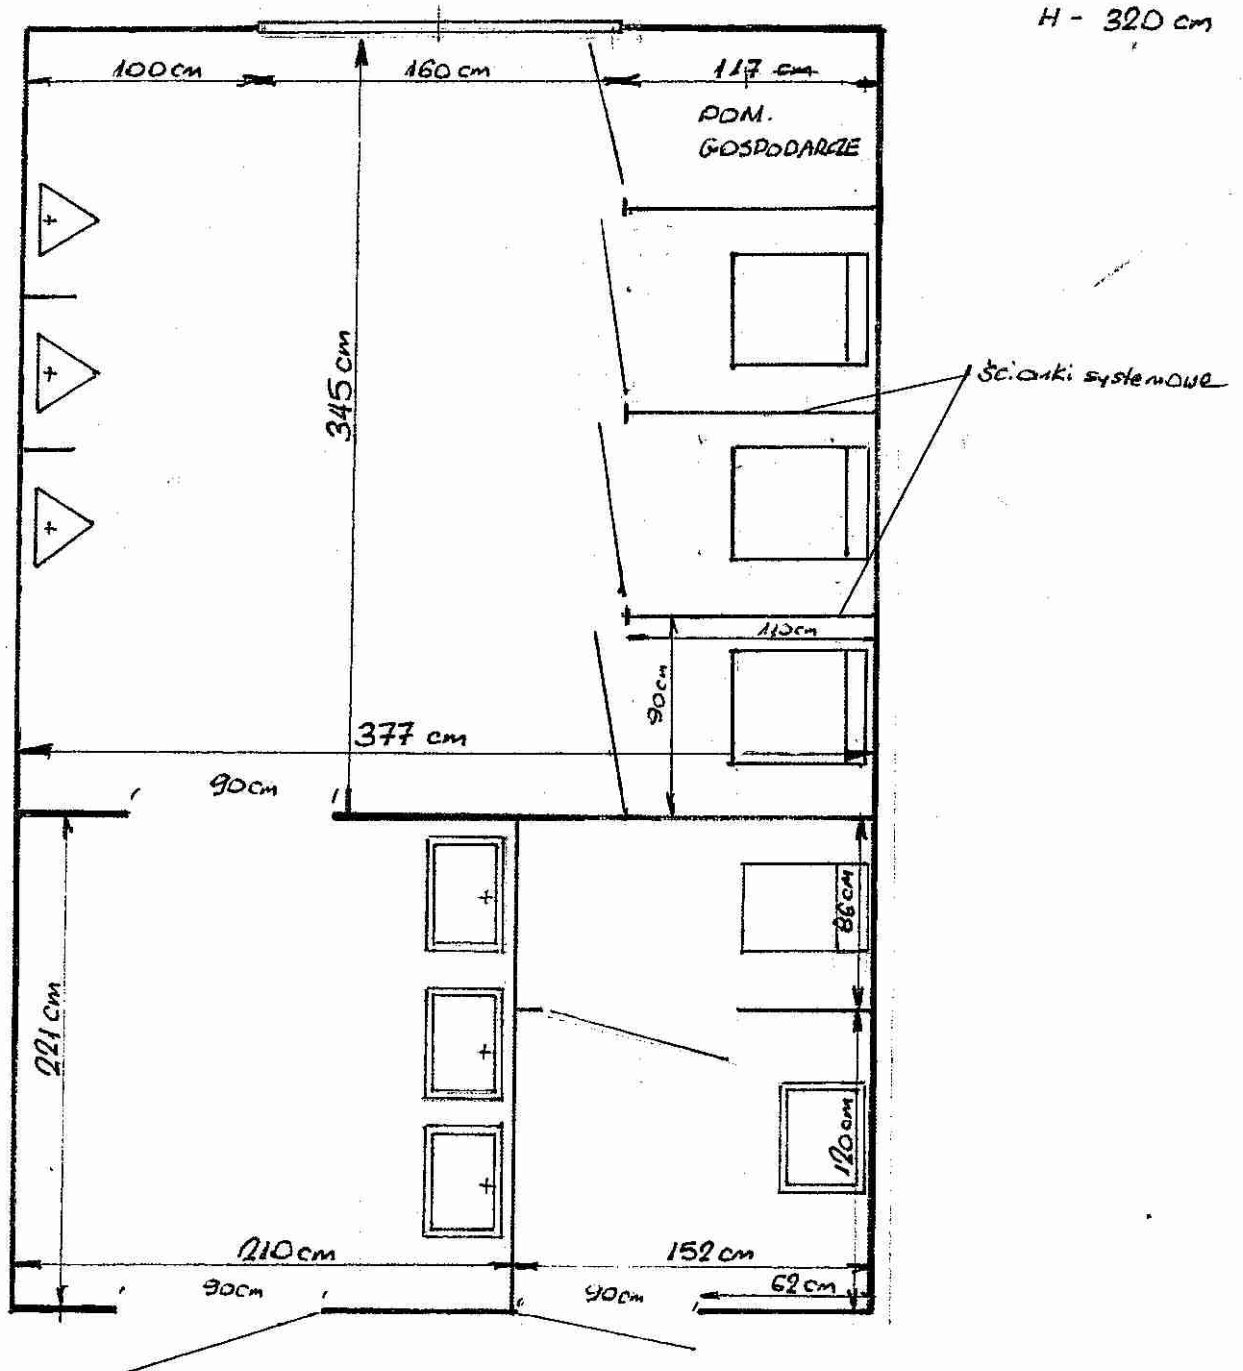 H - 320 cm
100 cm
160 cm
117 cm
POM.
GOSPODARCZE
345 cm
ścianki systemowe
110 cm
90 cm
377 cm
90 cm
86 cm
221 cm
120 cm
210 cm
152 cm
90 cm
90 cm
62 cm